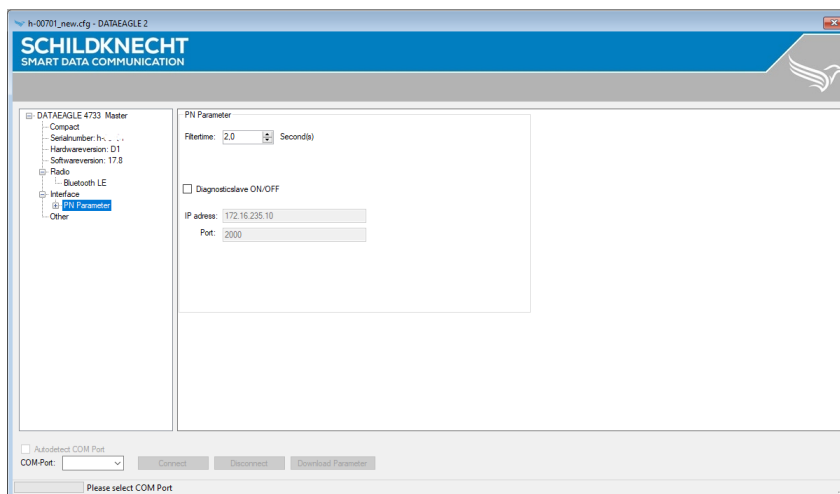 h-00701_new.cfg - DATAEAGLE 2
SCHILDKNECHT
SMART DATA COMMUNICATION
DATAEAGLE 4733 Master
Compact
Serialnumber: h-
Hardwareversion: D1
Softwareversion: 17.8
Radio
Bluetooth LE
Interface
PN Parameter
Other
PN Parameter
Filtertime: 2,0 Second(s)
Diagnosticslave ON/OFF
IP adress: 172.16.235.10
Port: 2000
Autodetect COM Port
COM-Port: Connect Disconnect Download Parameter
Please select COM Port